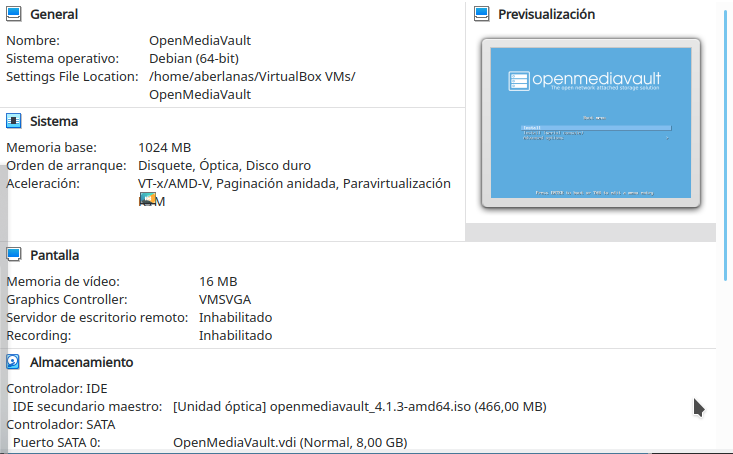 General
Nombre: OpenMediaVault
Sistema operativo: Debian (64-bit)
Settings File Location: /home/aberlanas/VirtualBox VMs/
OpenMediaVault
Sistema
Memoria base: 1024 MB
Orden de arranque: Disquete, Óptica, Disco duro
Aceleración: VT-x/AMD-V, Paginación anidada, Paravirtualización
M
Previsualización
openmediavault
The open network attached storage solution
Install
Pantalla
Memoria de vídeo: 16 MB
Graphics Controller: VMSVGA
Servidor de escritorio remoto: Inhabilitado
Recording: Inhabilitado
Almacenamiento
Controlador: IDE
IDE secundario maestro: [Unidad óptica] openmediavault_4.1.3-amd64.iso (466,00 MB)
Controlador: SATA
Puerto SATA 0: OpenMediaVault.vdi (Normal, 8,00 GB)